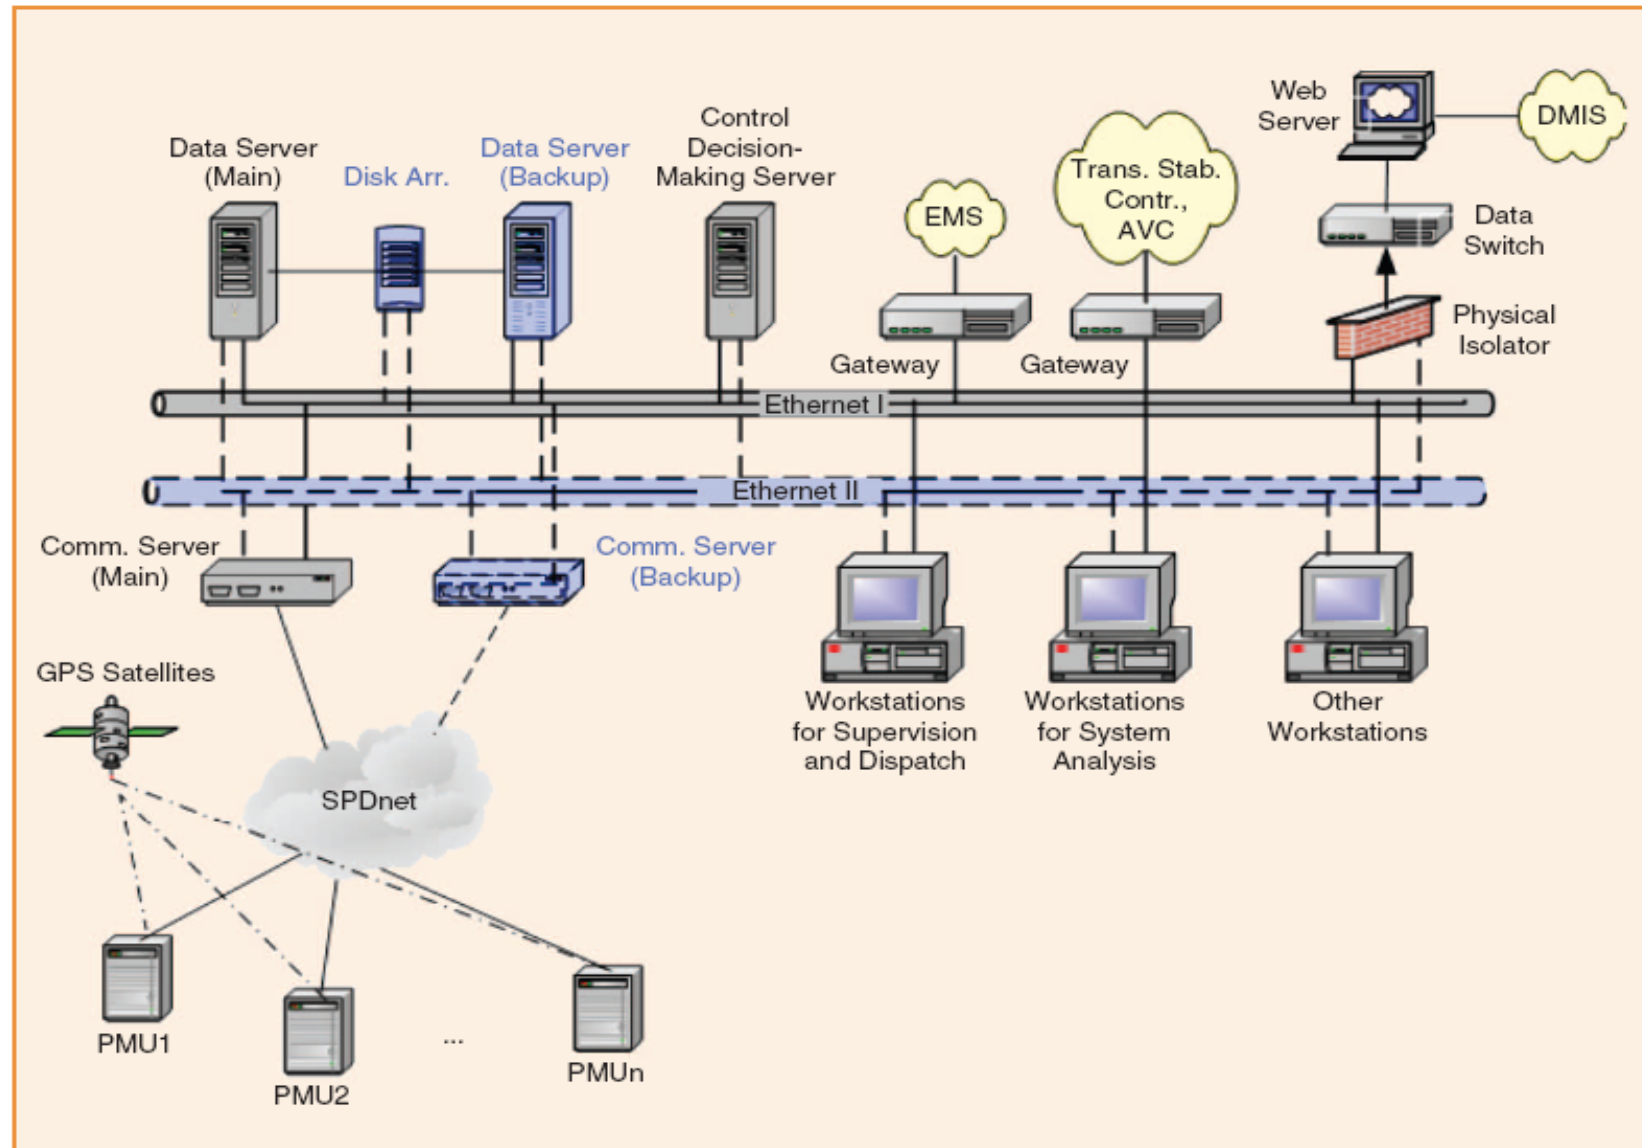 Web
Server
DMIS
Control
Decision-
Making Server
Data Server
(Main)
Disk Arr.
Data Server
(Backup)
EMS
Trans. Stab.
Contr.,
AVC
Data
Switch
Physical
Isolator
Gateway
Gateway
Ethernet I
Ethernet II
Comm. Server
(Main)
Comm. Server
(Backup)
GPS Satellites
Workstations
for Supervision
and Dispatch
Workstations
for System
Analysis
Other
Workstations
SPDnet
PMU1
PMU2
...
PMUn